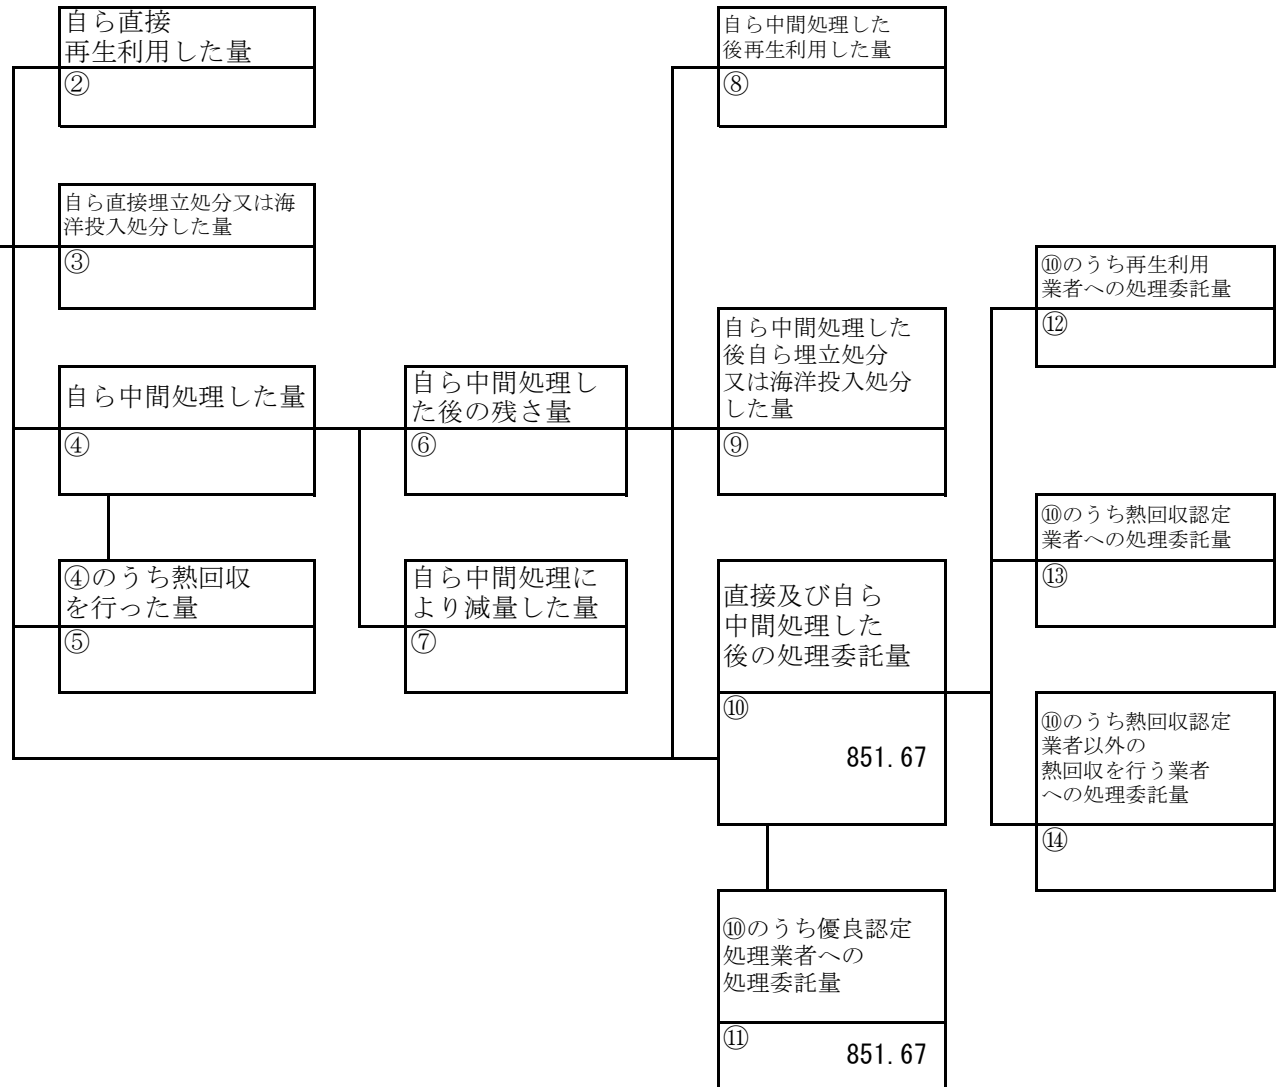 自ら直接
再生利用した量
②
自ら直接埋立処分又は海
洋投入処分した量
③
自ら中間処理した量
④
④のうち熱回収
を行った量
⑤
自ら中間処理し
た後の残さ量
⑥
自ら中間処理に
より減量した量
⑦
自ら中間処理した
後再生利用した量
⑧
自ら中間処理した
後自ら埋立処分
又は海洋投入処分
した量
⑨
直接及び自ら
中間処理した
後の処理委託量
⑩
851.67
⑩のうち優良認定
処理業者への
処理委託量
⑪
851.67
⑩のうち再生利用
業者への処理委託量
⑫
⑩のうち熱回収認定
業者への処理委託量
⑬
⑩のうち熱回収認定
業者以外の
熱回収を行う業者
への処理委託量
⑭